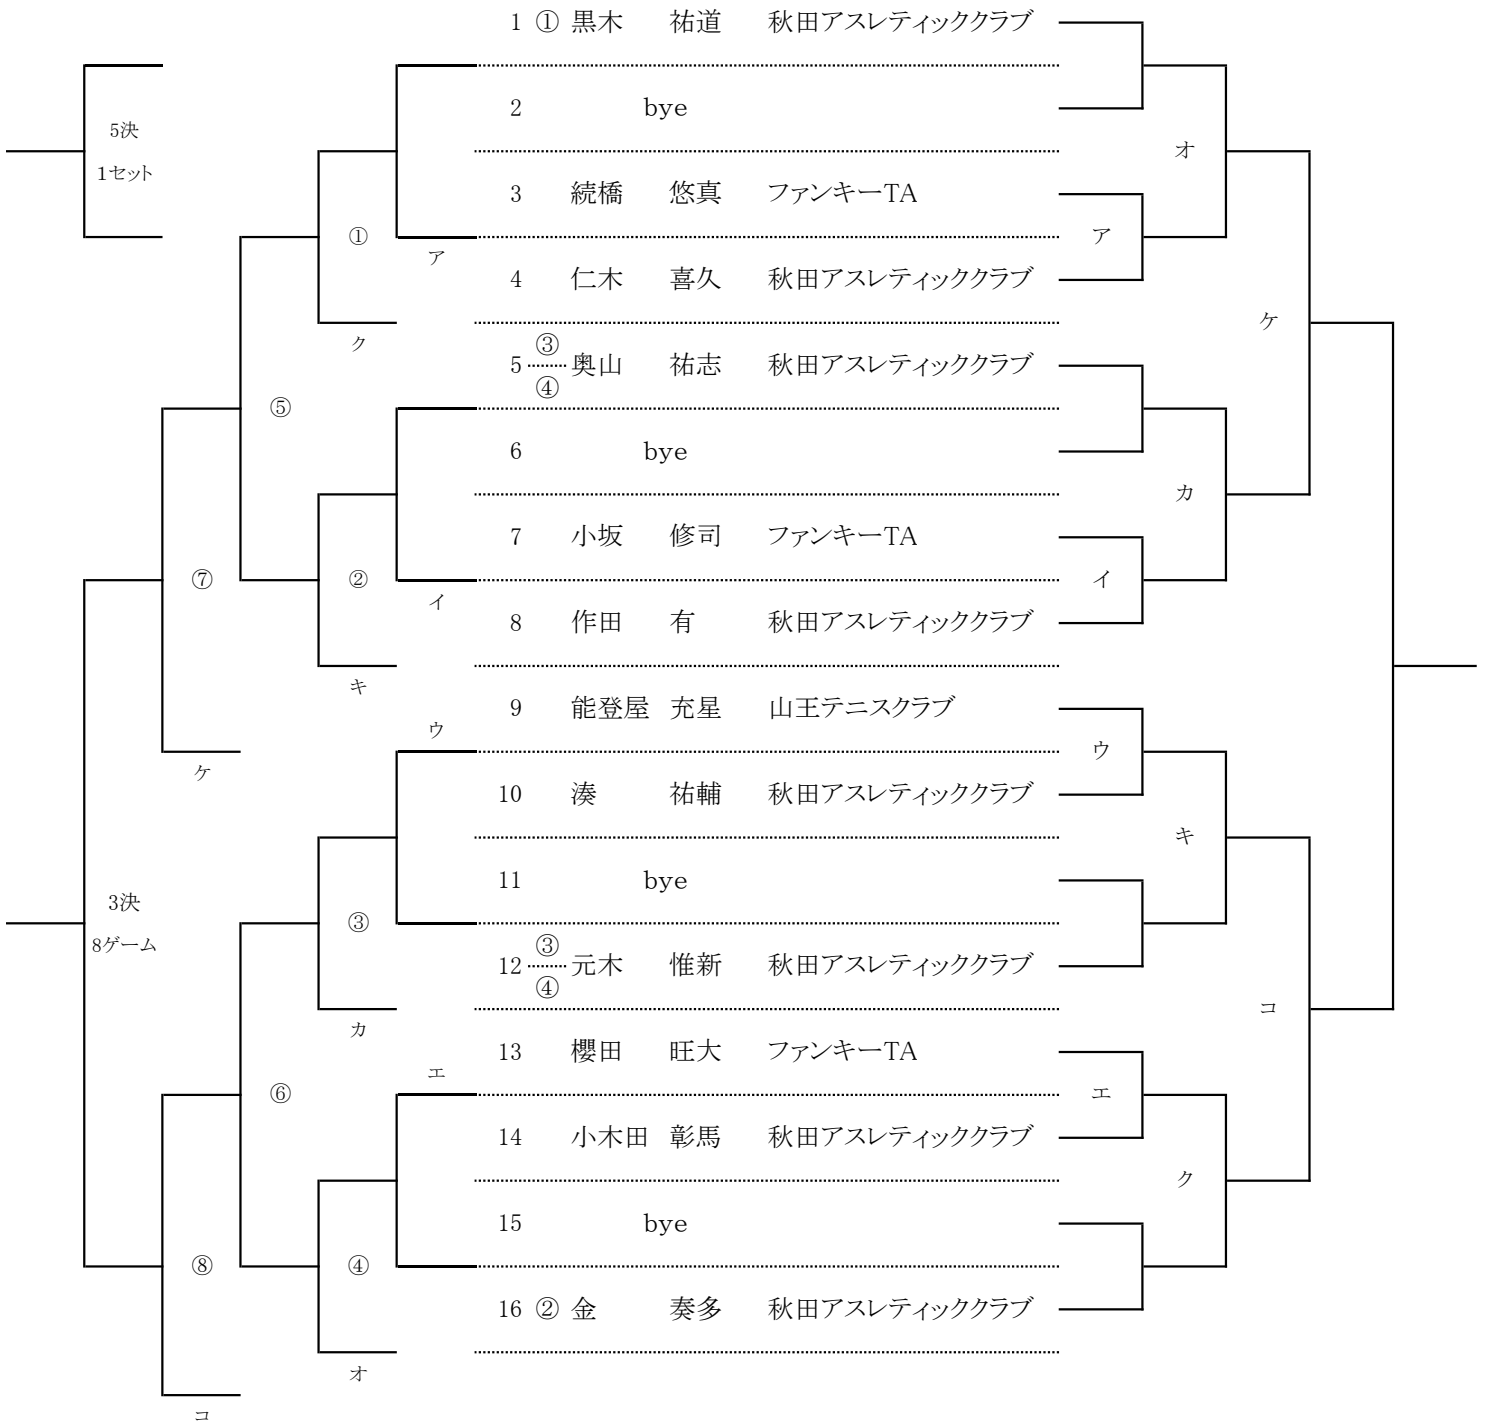 1 ① 黒木 祐道 秋田アスレティッククラブ
2 bye
5決
オ
1セット
3 続橋 悠真 ファンキーTA
①
ア
ア
4 仁木 喜久 秋田アスレティッククラブ
ケ
ク
③
5 奥山 祐志 秋田アスレティッククラブ
④
⑤
6 bye
カ
7 小坂 修司 ファンキーTA
⑦
②
イ
イ
8 作田 有 秋田アスレティッククラブ
キ
9 能登屋 充星 山王テニスクラブ
ウ
ウ
ケ
10 湊 祐輔 秋田アスレティッククラブ
キ
11 bye
3決
③
8ゲーム
③
12 元木 惟新 秋田アスレティッククラブ
④
コ
カ
13 櫻田 旺大 ファンキーTA
エ
エ
⑥
14 小木田 彰馬 秋田アスレティッククラブ
ク
15 bye
⑧
④
16 ② 金 奏多 秋田アスレティッククラブ
オ
コ